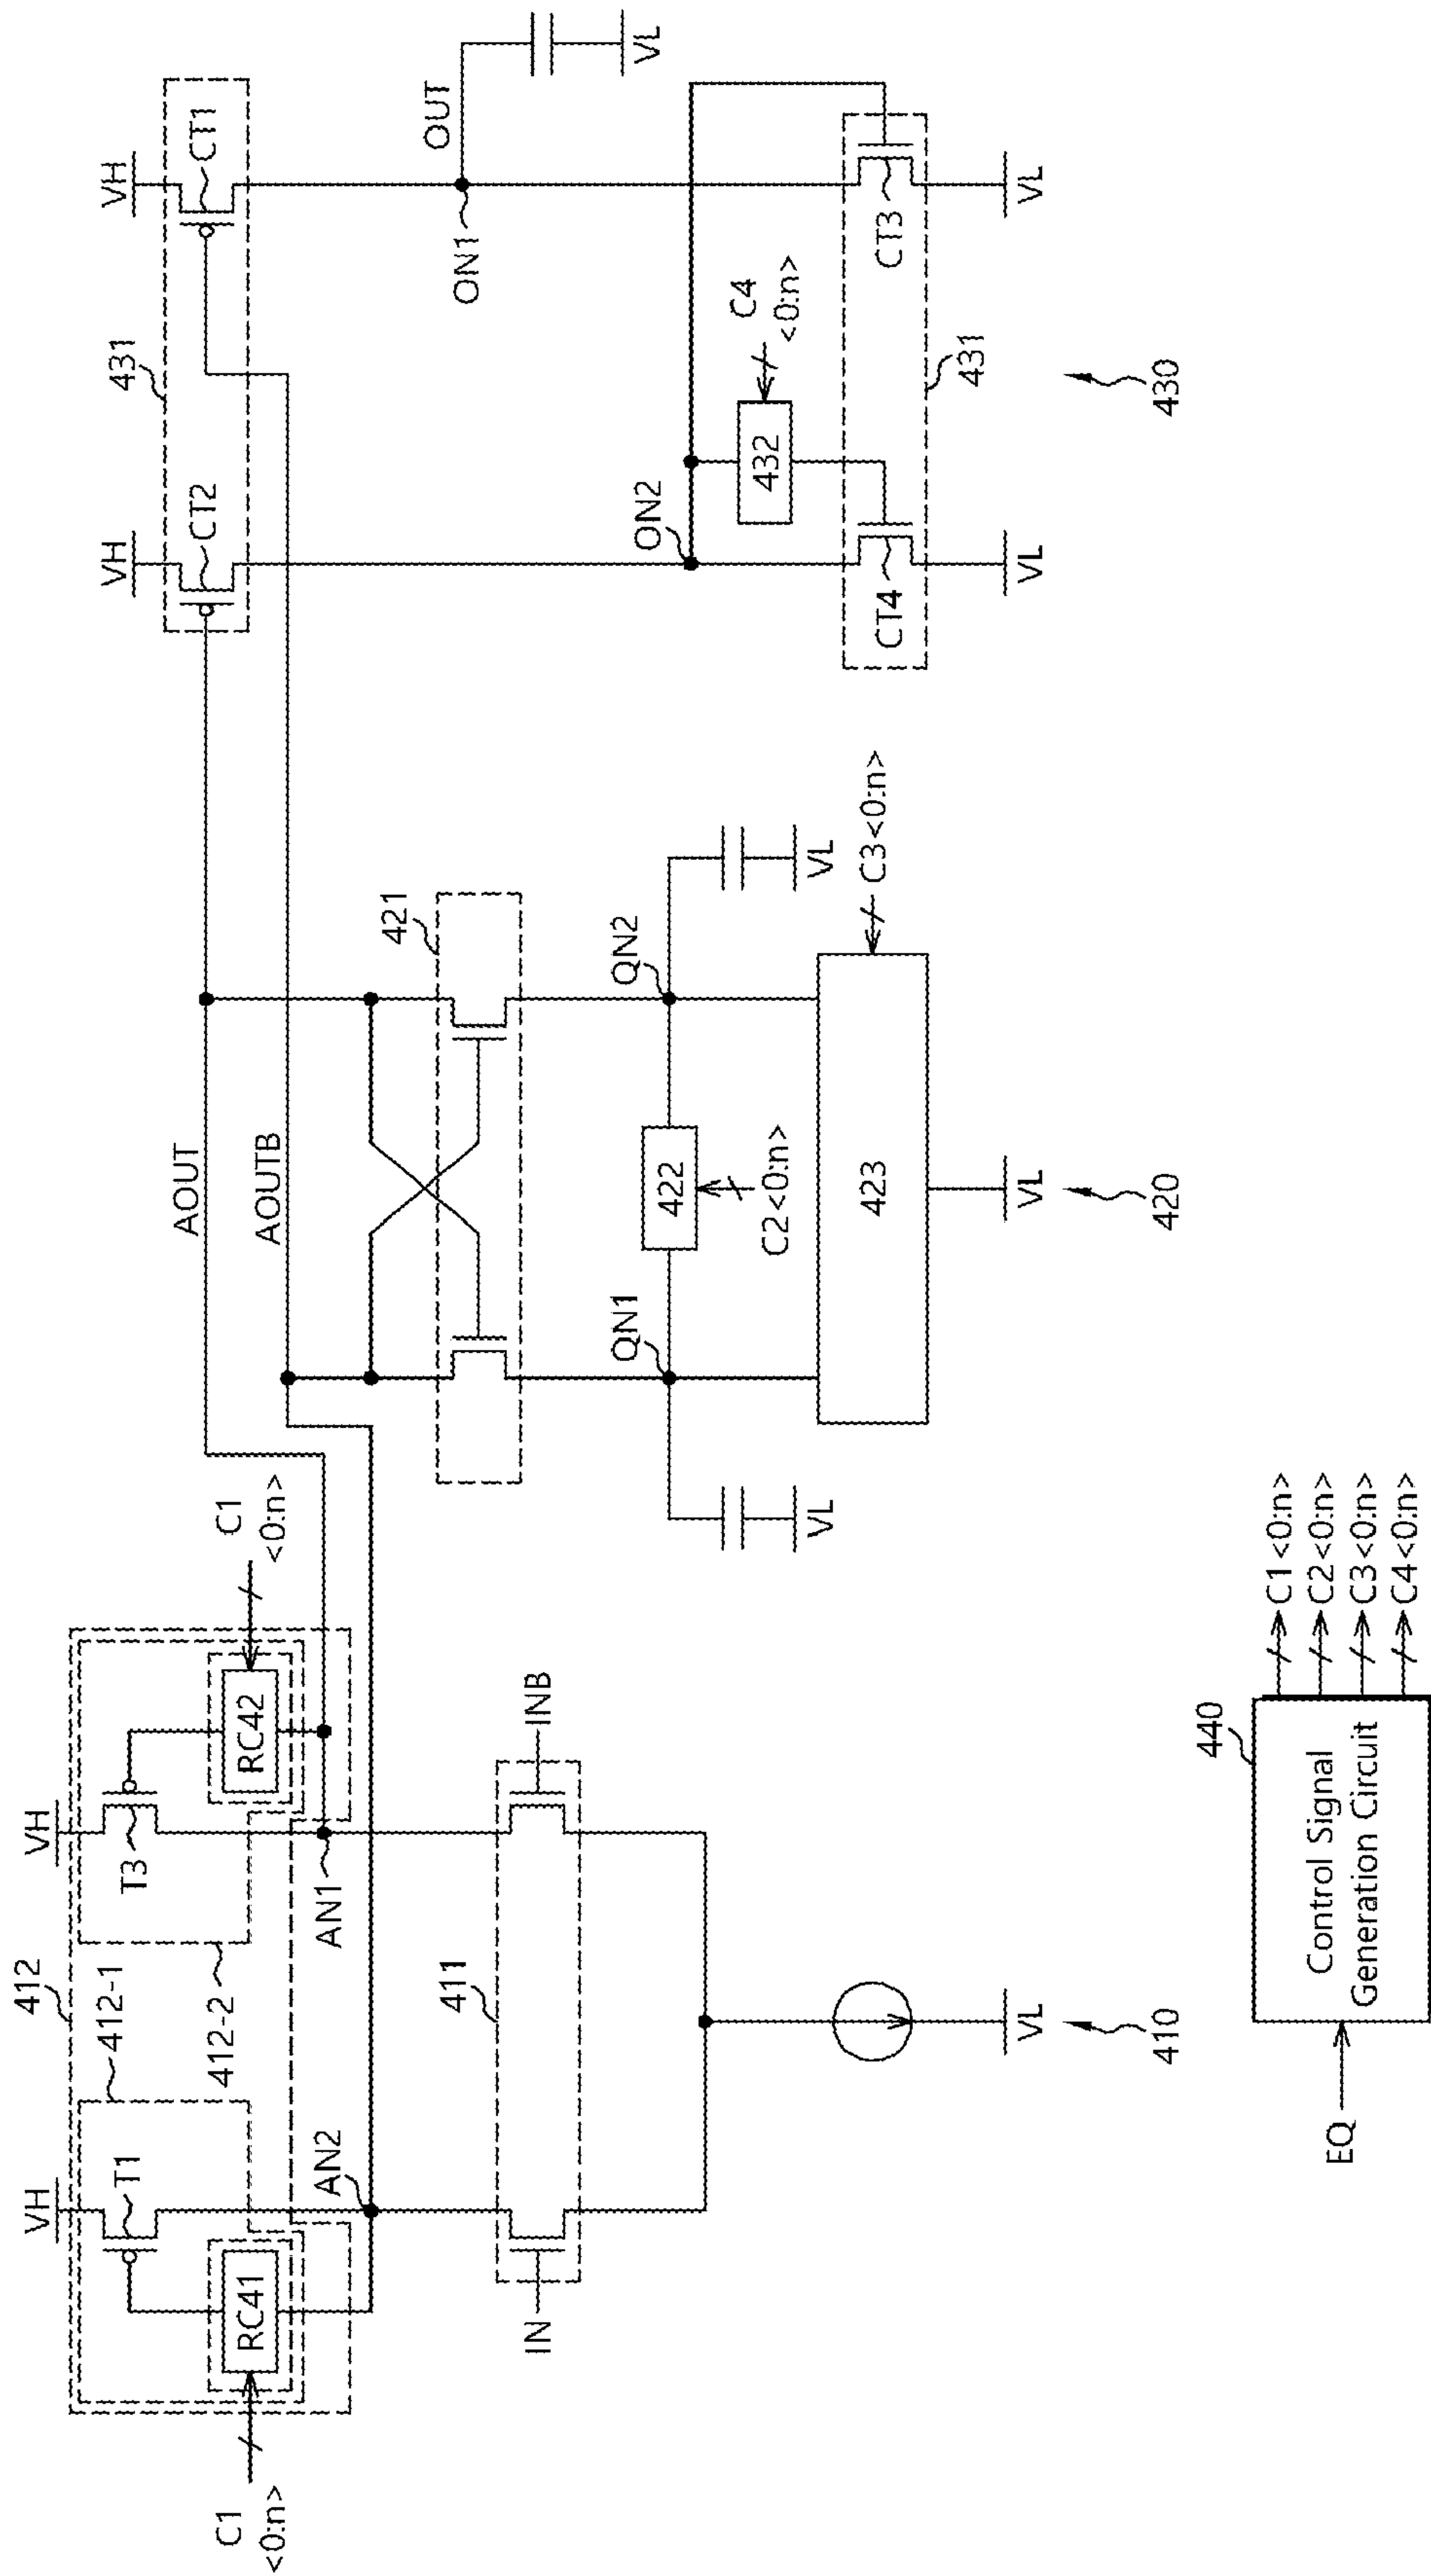 412
VH
VH
412-1
T1
T3
412-2
C1
<0:n>
RC41
RC42
C1
<0:n>
AN2
AN1
411
IN
INB
VL
410
AOUT
AOUTB
421
QN1
QN2
422
C2<0:n>
VL
VL
423
C3<0:n>
VL
420
VH
VH
431
CT2
CT1
OUT
ON1
VL
ON2
432
C4
<0:n>
CT4
CT3
431
VL
VL
430
440
EQ
Control Signal
Generation Circuit
C1<0:n>
C2<0:n>
C3<0:n>
C4<0:n>